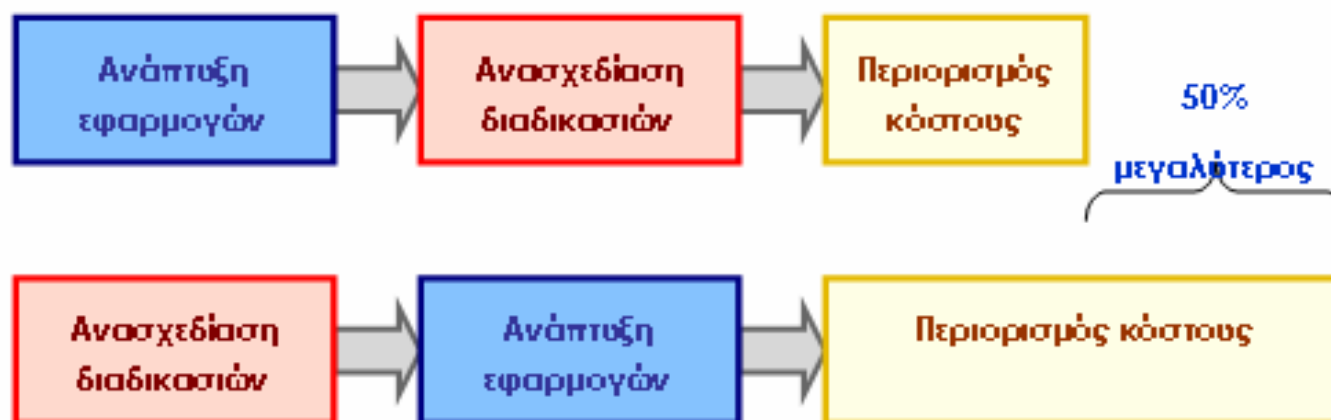 Ανάπτυξη
εφαρμογών
Ανασχεδίαση
διαδικασιών
Περιορισμός
κόστους
50%
μεγαλύτερος
Ανασχεδίαση
διαδικασιών
Ανάπτυξη
εφαρμογών
Περιορισμός κόστους